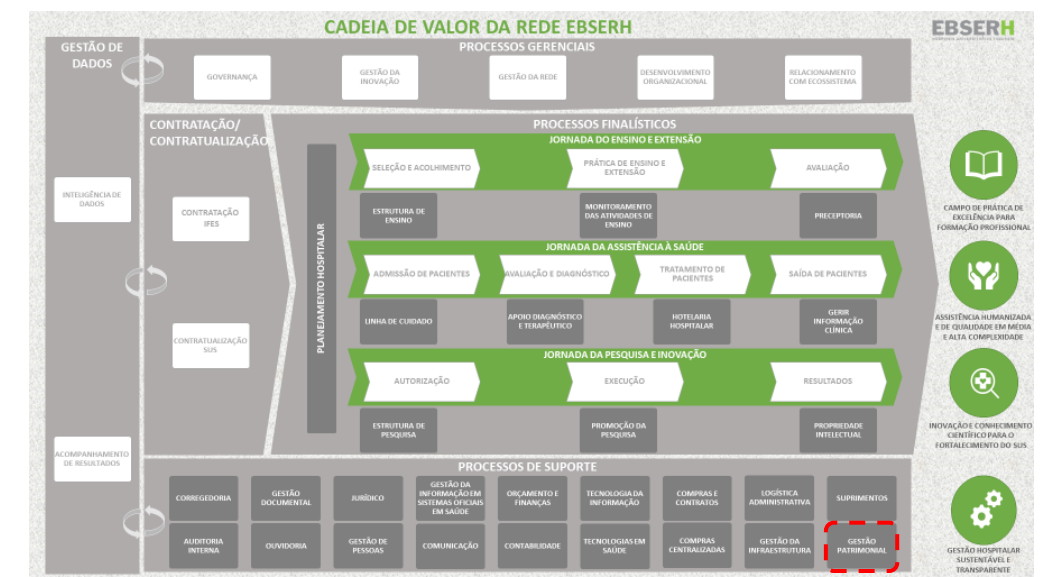 CADEIA DE VALOR DA REDE EBSERH
EBSERH
GESTÃO DE
DADOS
PROCESSOS GERENCIAIS
GOVERNANÇA
GESTÃO DA
INOVAÇÃO
GESTÃO DA REDE
DESENVOLVIMENTO
ORGANIZACIONAL
RELACIONAMENTO
COM ECOSSISTEMA
INTELIGÊNCIA DE
DADOS
ACOMPANHAMENTO
DE RESULTADOS
CONTRATAÇÃO/
CONTRATUALIZAÇÃO
CONTRATAÇÃO
IFES
CONTRATUALIZAÇÃO
SUS
PROCESSOS FINALÍSTICOS
PLANEJAMENTO HOSPITALAR
JORNADA DO ENSINO E EXTENSÃO
SELEÇÃO E ACOLHIMENTO
PRÁTICA DE ENSINO E
EXTENSÃO
AVALIAÇÃO
ESTRUTURA DE
ENSINO
MONITORAMENTO
DAS ATIVIDADES DE
ENSINO
PRECEPTORIA
JORNADA DA ASSISTÊNCIA À SAÚDE
ADMISSÃO DE PACIENTES
AVALIAÇÃO E DIAGNÓSTICO
TRATAMENTO DE
PACIENTES
SAÍDA DE PACIENTES
LINHA DE CUIDADO
APOIO DIAGNÓSTICO
E TERAPÊUTICO
HOTELARIA
HOSPITALAR
GERIR
INFORMAÇÃO
CLÍNICA
JORNADA DA PESQUISA E INOVAÇÃO
AUTORIZAÇÃO
EXECUÇÃO
RESULTADOS
ESTRUTURA DE
PESQUISA
PROMOÇÃO DA
PESQUISA
PROPRIEDADE
INTELECTUAL
PROCESSOS DE SUPORTE
CORREGEDORIA
GESTÃO
DOCUMENTAL
JURÍDICO
GESTÃO DA
INFORMAÇÃO EM
SISTEMAS OFICIAIS
EM SAÚDE
ORÇAMENTO E
FINANÇAS
TECNOLOGIA DA
INFORMAÇÃO
COMPRAS E
CONTRATOS
LOGÍSTICA
ADMINISTRATIVA
SUPRIMENTOS
AUDITORIA
INTERNA
OUVIDORIA
GESTÃO DE
PESSOAS
COMUNICAÇÃO
CONTABILIDADE
TECNOLOGIAS EM
SAÚDE
COMPRAS
CENTRALIZADAS
GESTÃO DA
INFRAESTRUTURA
GESTÃO
PATRIMONIAL
CAMPO DE PRÁTICA DE
EXCELÊNCIA PARA
FORMAÇÃO PROFISSIONAL
ASSISTÊNCIA HUMANIZADA
E DE QUALIDADE EM MÉDIA
E ALTA COMPLEXIDADE
INOVAÇÃO E CONHECIMENTO
CIENTÍFICO PARA O
FORTALECIMENTO DO SUS
GESTÃO HOSPITALAR
SUSTENTÁVEL E
TRANSPARENTE